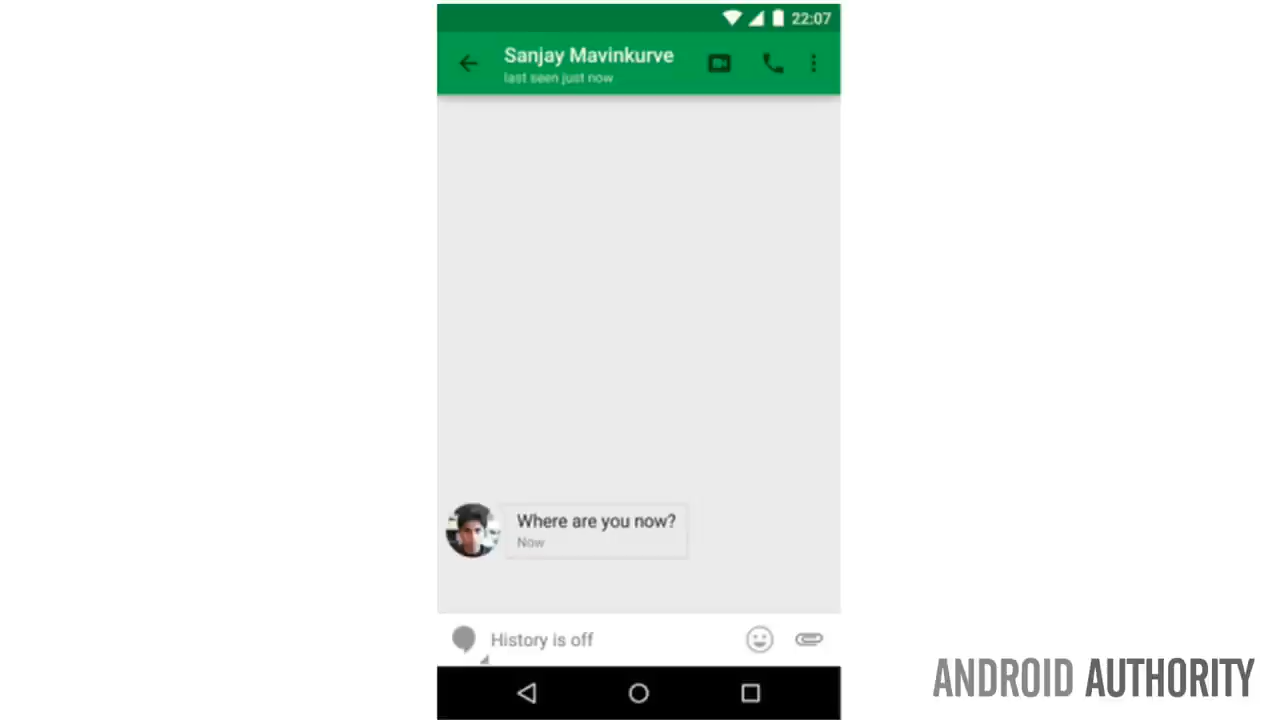 22:07
Sanjay Mavinkurve
last seen just now
Where are you now?
Now
History is off
ANDROID AUTHORITY